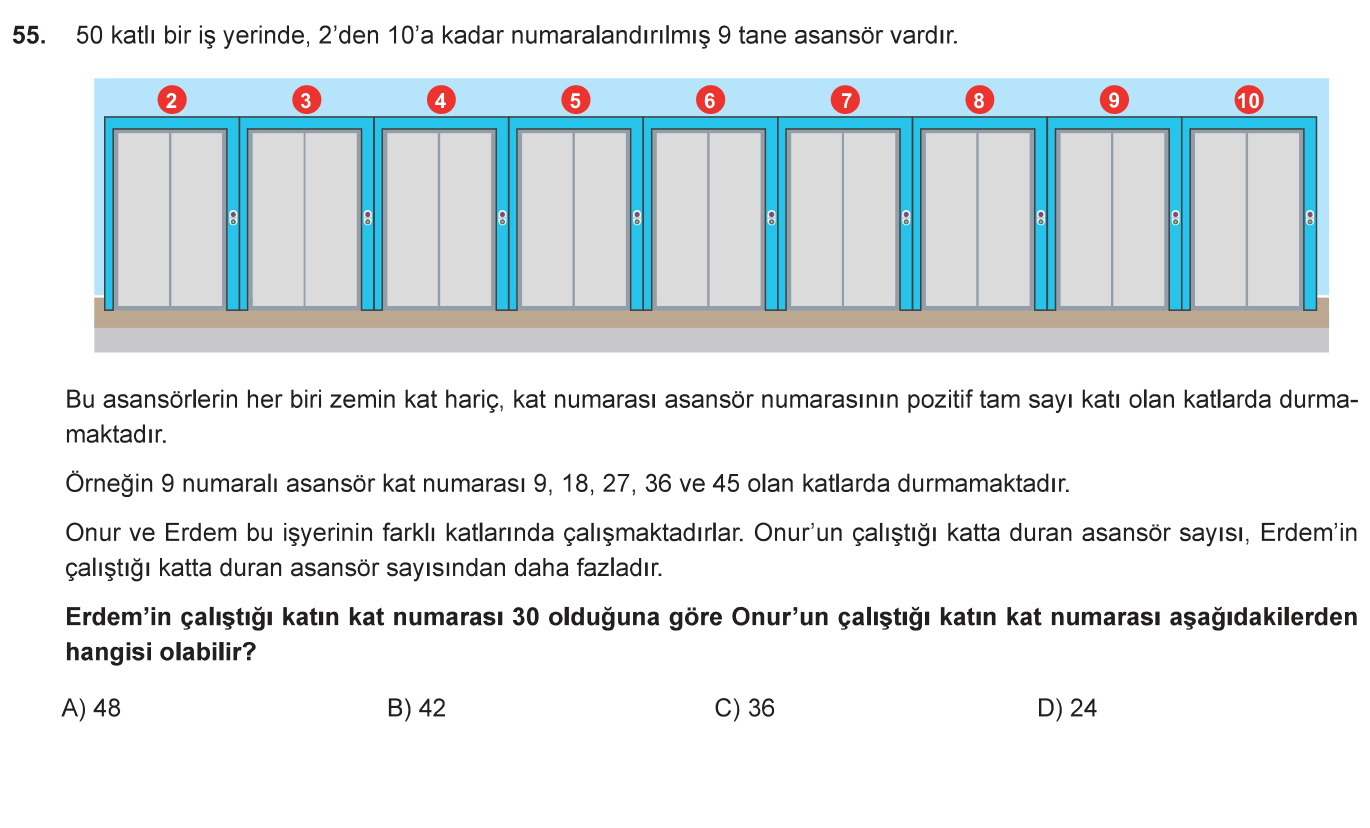 55. 50 katlı bir iş yerinde, 2’den 10’a kadar numaralandırılmış 9 tane asansör vardır.
2 3 4 5 6 7 8 9 10
Bu asansörlerin her biri zemin kat hariç, kat numarası asansör numarasının pozitif tam sayı katı olan katlarda durma-
maktadır.
Örneğin 9 numaralı asansör kat numarası 9, 18, 27, 36 ve 45 olan katlarda durmamaktadır.
Onur ve Erdem bu işyerinin farklı katlarında çalışmaktadırlar. Onur’un çalıştığı katta duran asansör sayısı, Erdem’in
çalıştığı katta duran asansör sayısından daha fazladır.
Erdem’in çalıştığı katın kat numarası 30 olduğuna göre Onur’un çalıştığı katın kat numarası aşağıdakilerden
hangisi olabilir?
A) 48 B) 42 C) 36 D) 24